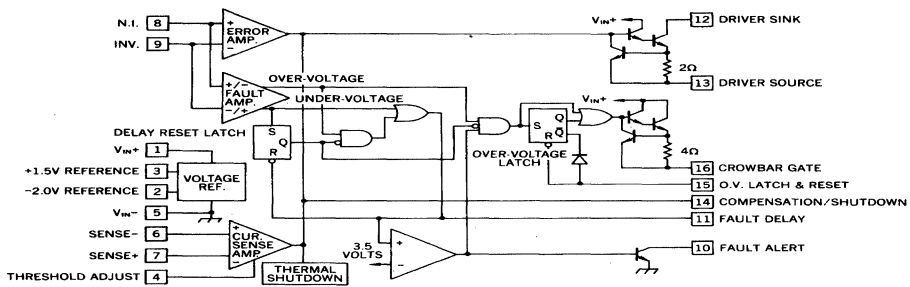 N.I. 8
INV. 9
+
ERROR
AMP.
−
VIN+
12 DRIVER SINK
2Ω
13 DRIVER SOURCE
+/−
FAULT
AMP.
−/+
OVER-VOLTAGE
UNDER-VOLTAGE
DELAY RESET LATCH
S
Q
R
S
Q
Q̅
R
OVER-VOLTAGE
LATCH
VIN+
4Ω
16 CROWBAR GATE
15 O.V. LATCH & RESET
14 COMPENSATION/SHUTDOWN
11 FAULT DELAY
10 FAULT ALERT
VIN+ 1
+1.5V REFERENCE 3
−2.0V REFERENCE 2
VIN− 5
VOLTAGE
REF.
SENSE− 6
SENSE+ 7
THRESHOLD ADJUST 4
+
CUR.
SENSE
AMP.
−
THERMAL
SHUTDOWN
3.5
VOLTS
+
−